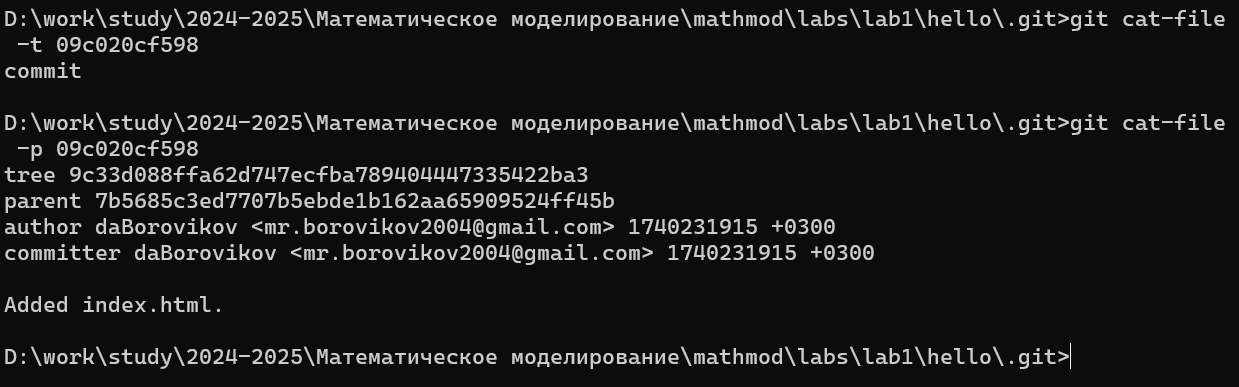 D:\work\study\2024-2025\Математическое моделирование\mathmod\labs\lab1\hello\.git>git cat-file
 -t 09c020cf598
commit
D:\work\study\2024-2025\Математическое моделирование\mathmod\labs\lab1\hello\.git>git cat-file
 -p 09c020cf598
tree 9c33d088ffa62d747ecfba789404447335422ba3
parent 7b5685c3ed7707b5ebde1b162aa65909524ff45b
author daBorovikov <mr.borovikov2004@gmail.com> 1740231915 +0300
committer daBorovikov <mr.borovikov2004@gmail.com> 1740231915 +0300
Added index.html.
D:\work\study\2024-2025\Математическое моделирование\mathmod\labs\lab1\hello\.git>